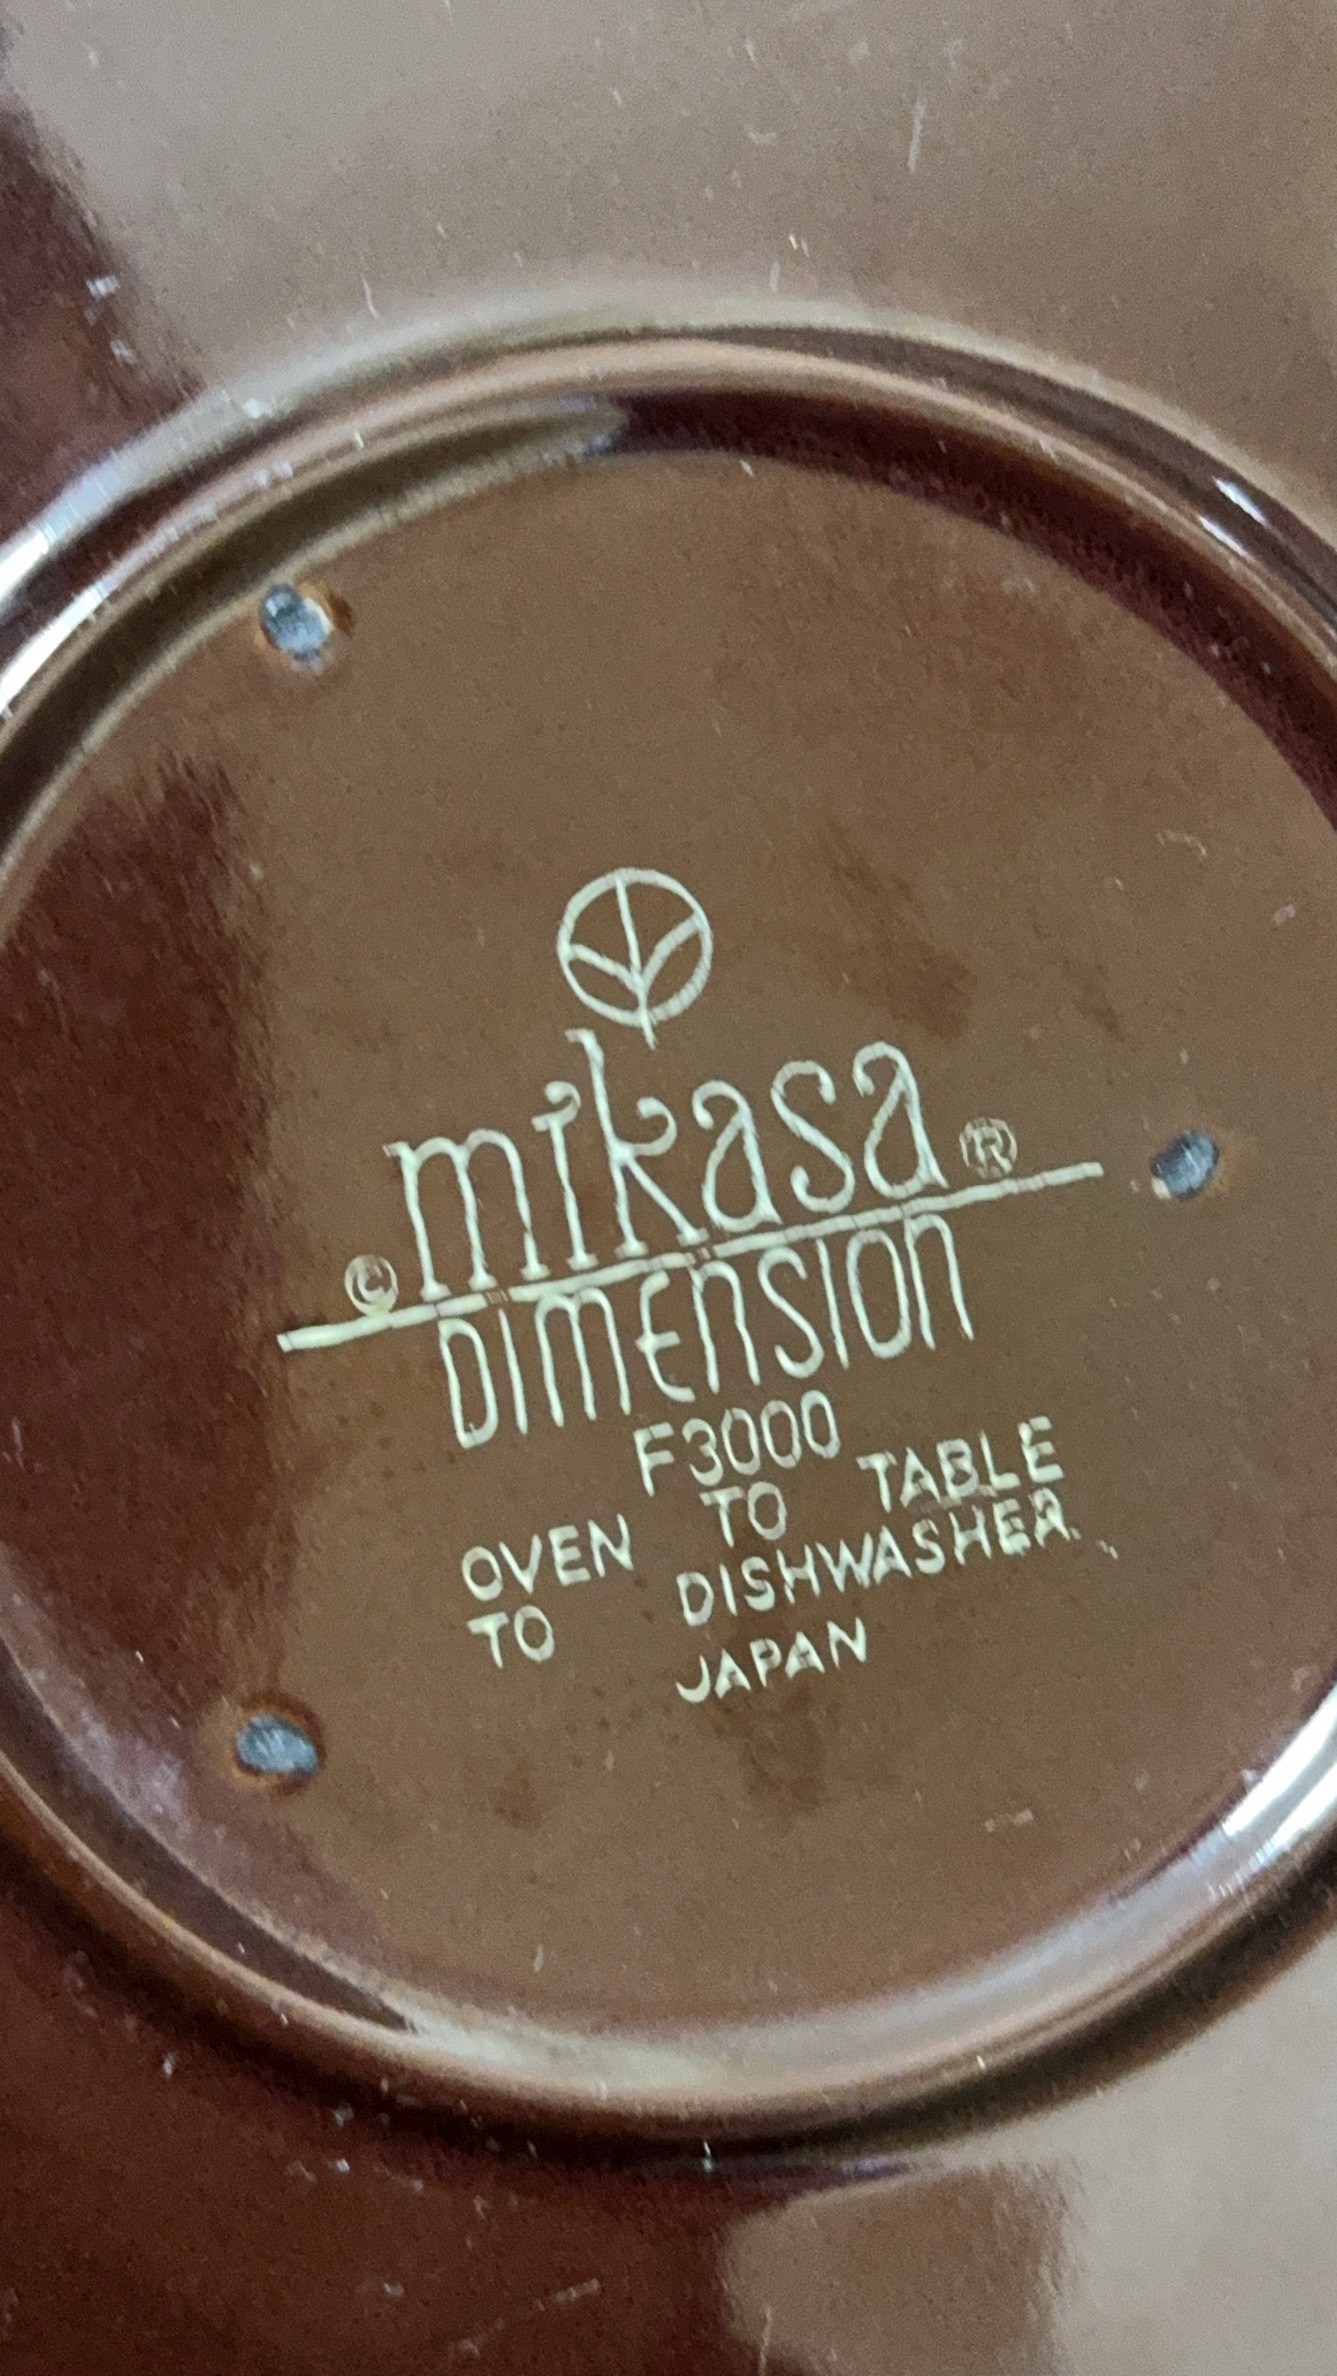 mikasa®
©
DIMENSION
F3000
OVEN TO TABLE
TO DISHWASHER
JAPAN